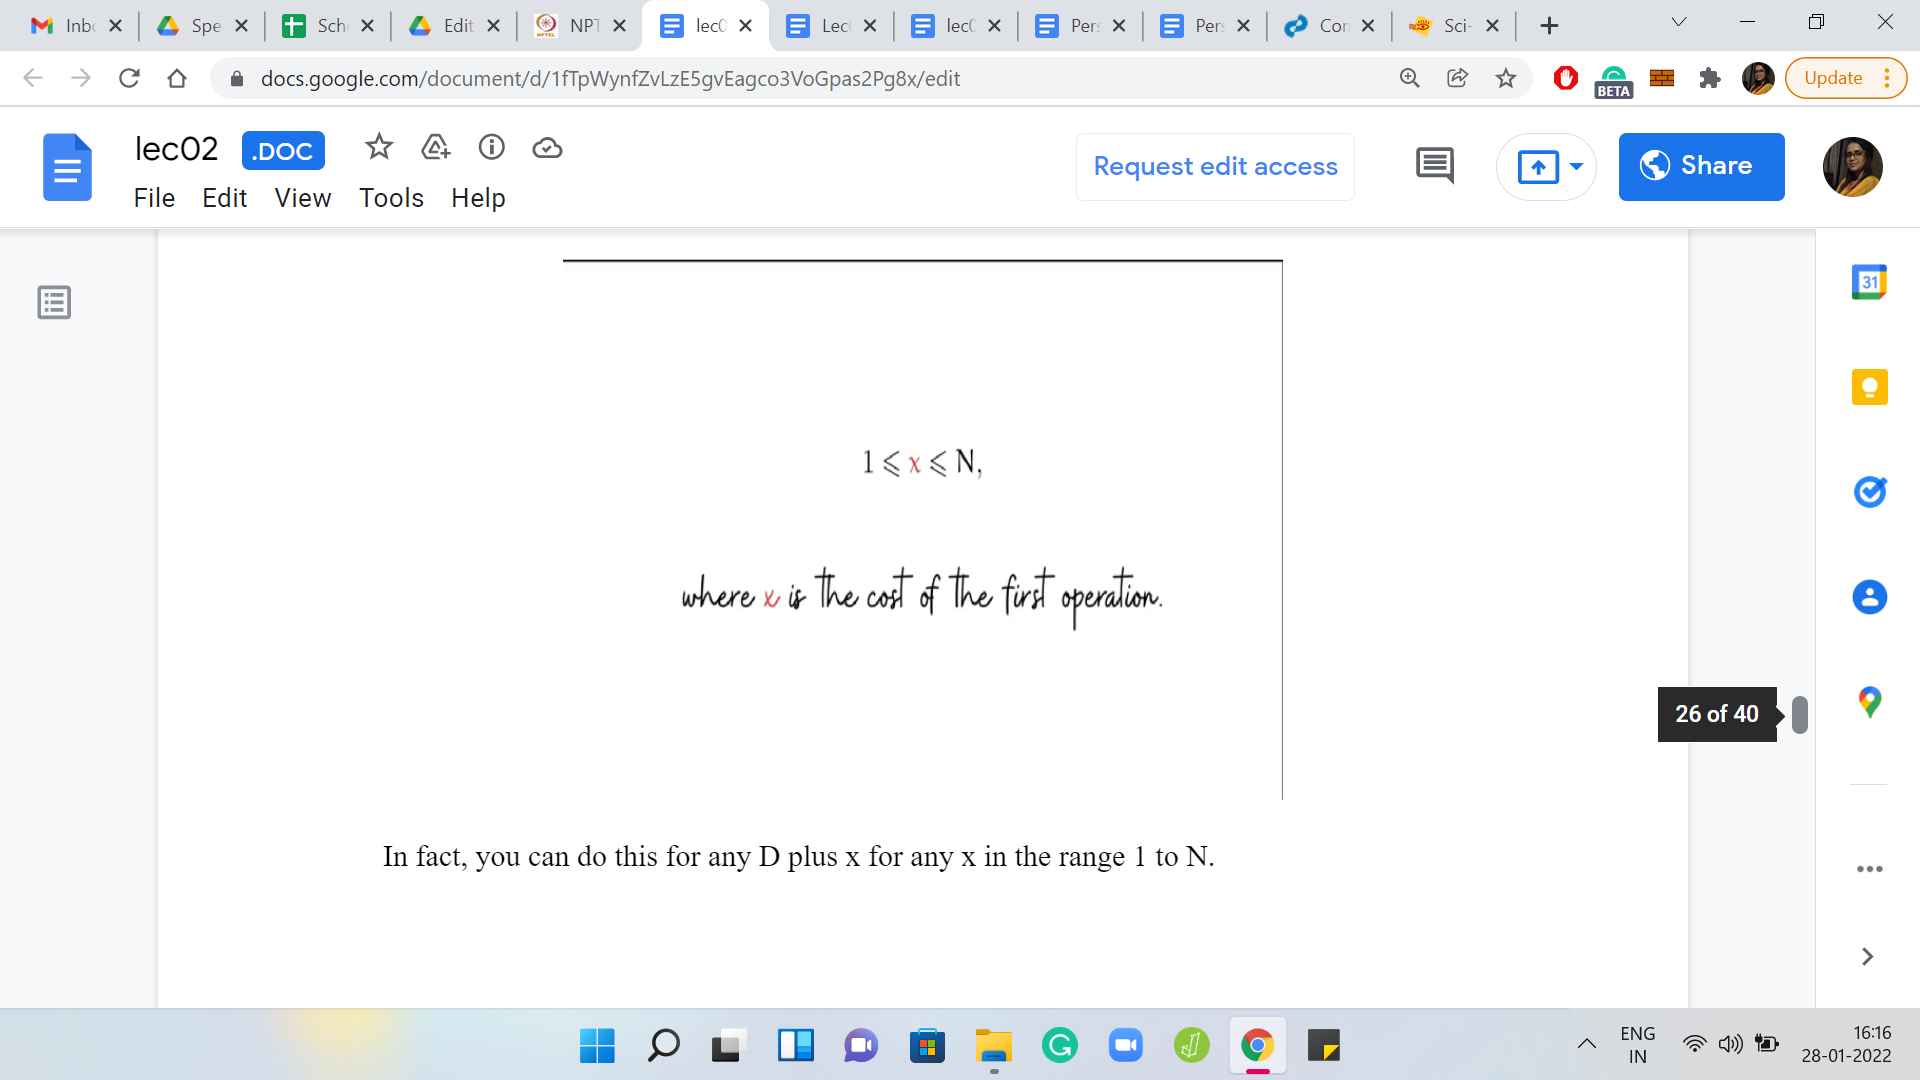 Inbo
Spe
Sche
Edit
NPT
lec0
Lect
lec0
Pers
Pers
Con
Sci-
docs.google.com/document/d/1fTpWynfZvLzE5gvEagco3VoGpas2Pg8x/edit
BETA
Update
lec02 .DOC
File Edit View Tools Help
Request edit access
Share
31
1 ⩽ x ⩽ N,
where x is the cost of the first operation.
26 of 40
In fact, you can do this for any D plus x for any x in the range 1 to N.
ENG
IN
16:16
28-01-2022